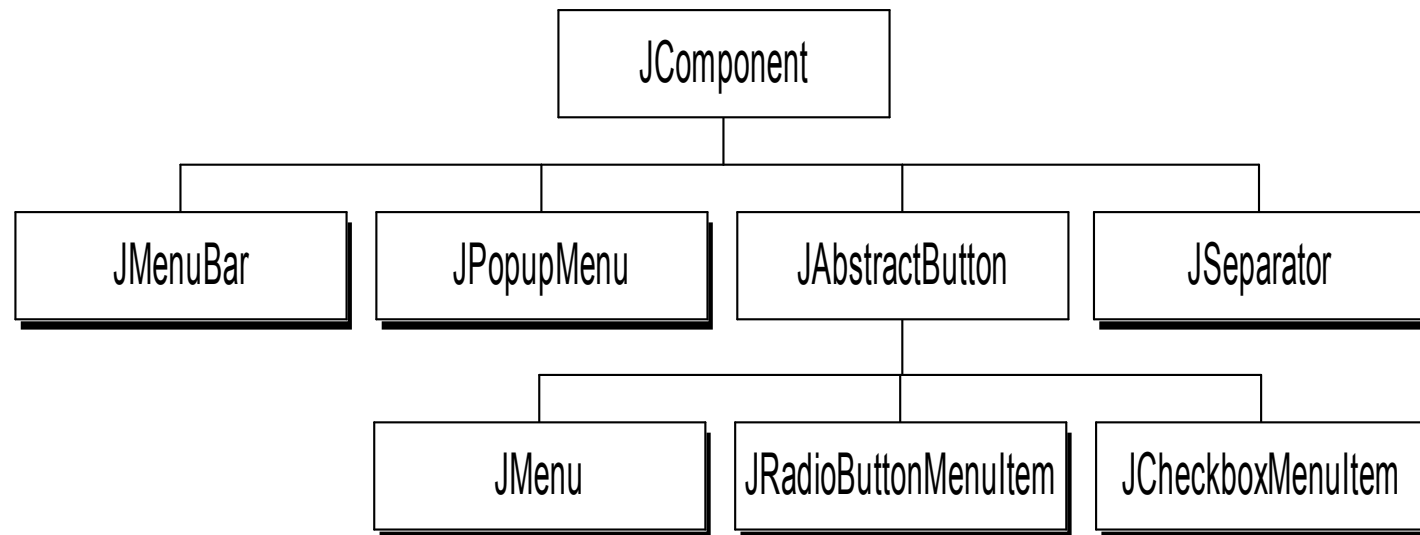 JComponent
JMenuBar
JPopupMenu
JAbstractButton
JSeparator
JMenu
JRadioButtonMenuItem
JCheckboxMenuItem